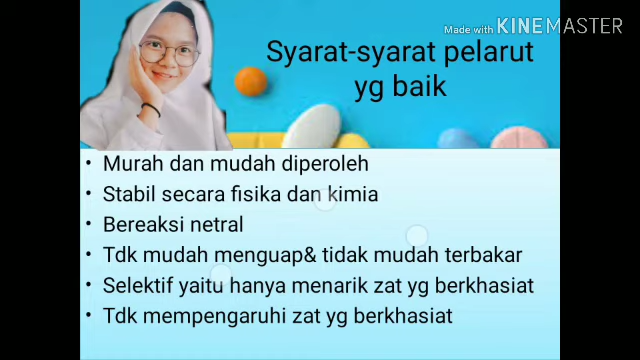 Made with KINEMASTER
Syarat-syarat pelarut
yg baik
• Murah dan mudah diperoleh
• Stabil secara fisika dan kimia
• Bereaksi netral
• Tdk mudah menguap& tidak mudah terbakar
• Selektif yaitu hanya menarik zat yg berkhasiat
• Tdk mempengaruhi zat yg berkhasiat